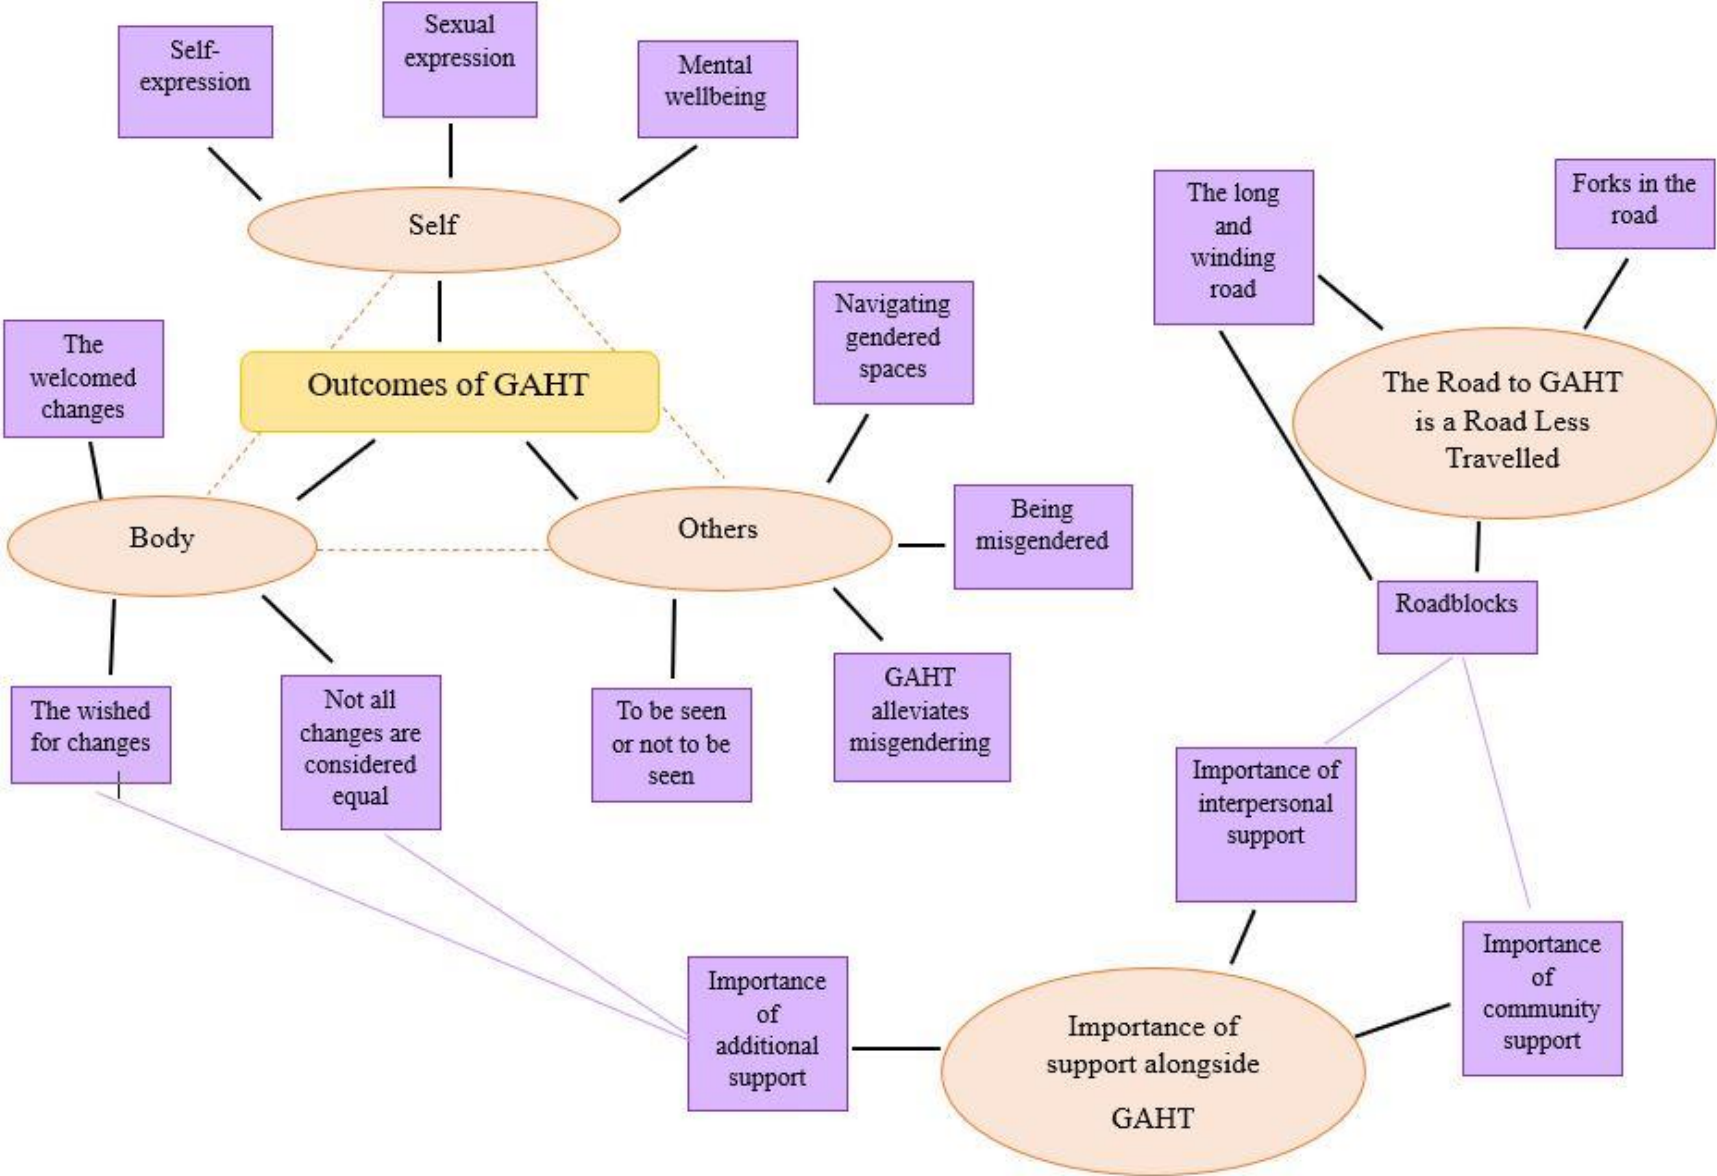 Self-
expression
Sexual
expression
Mental
wellbeing
Self
The long
and
winding
road
Forks in the
road
The
welcomed
changes
Outcomes of GAHT
Navigating
gendered
spaces
The Road to GAHT
is a Road Less
Travelled
Body
Others
Being
misgendered
Roadblocks
The wished
for changes
Not all
changes are
considered
equal
To be seen
or not to be
seen
GAHT
alleviates
misgendering
Importance of
interpersonal
support
Importance
of
additional
support
Importance of
support alongside
GAHT
Importance
of
community
support